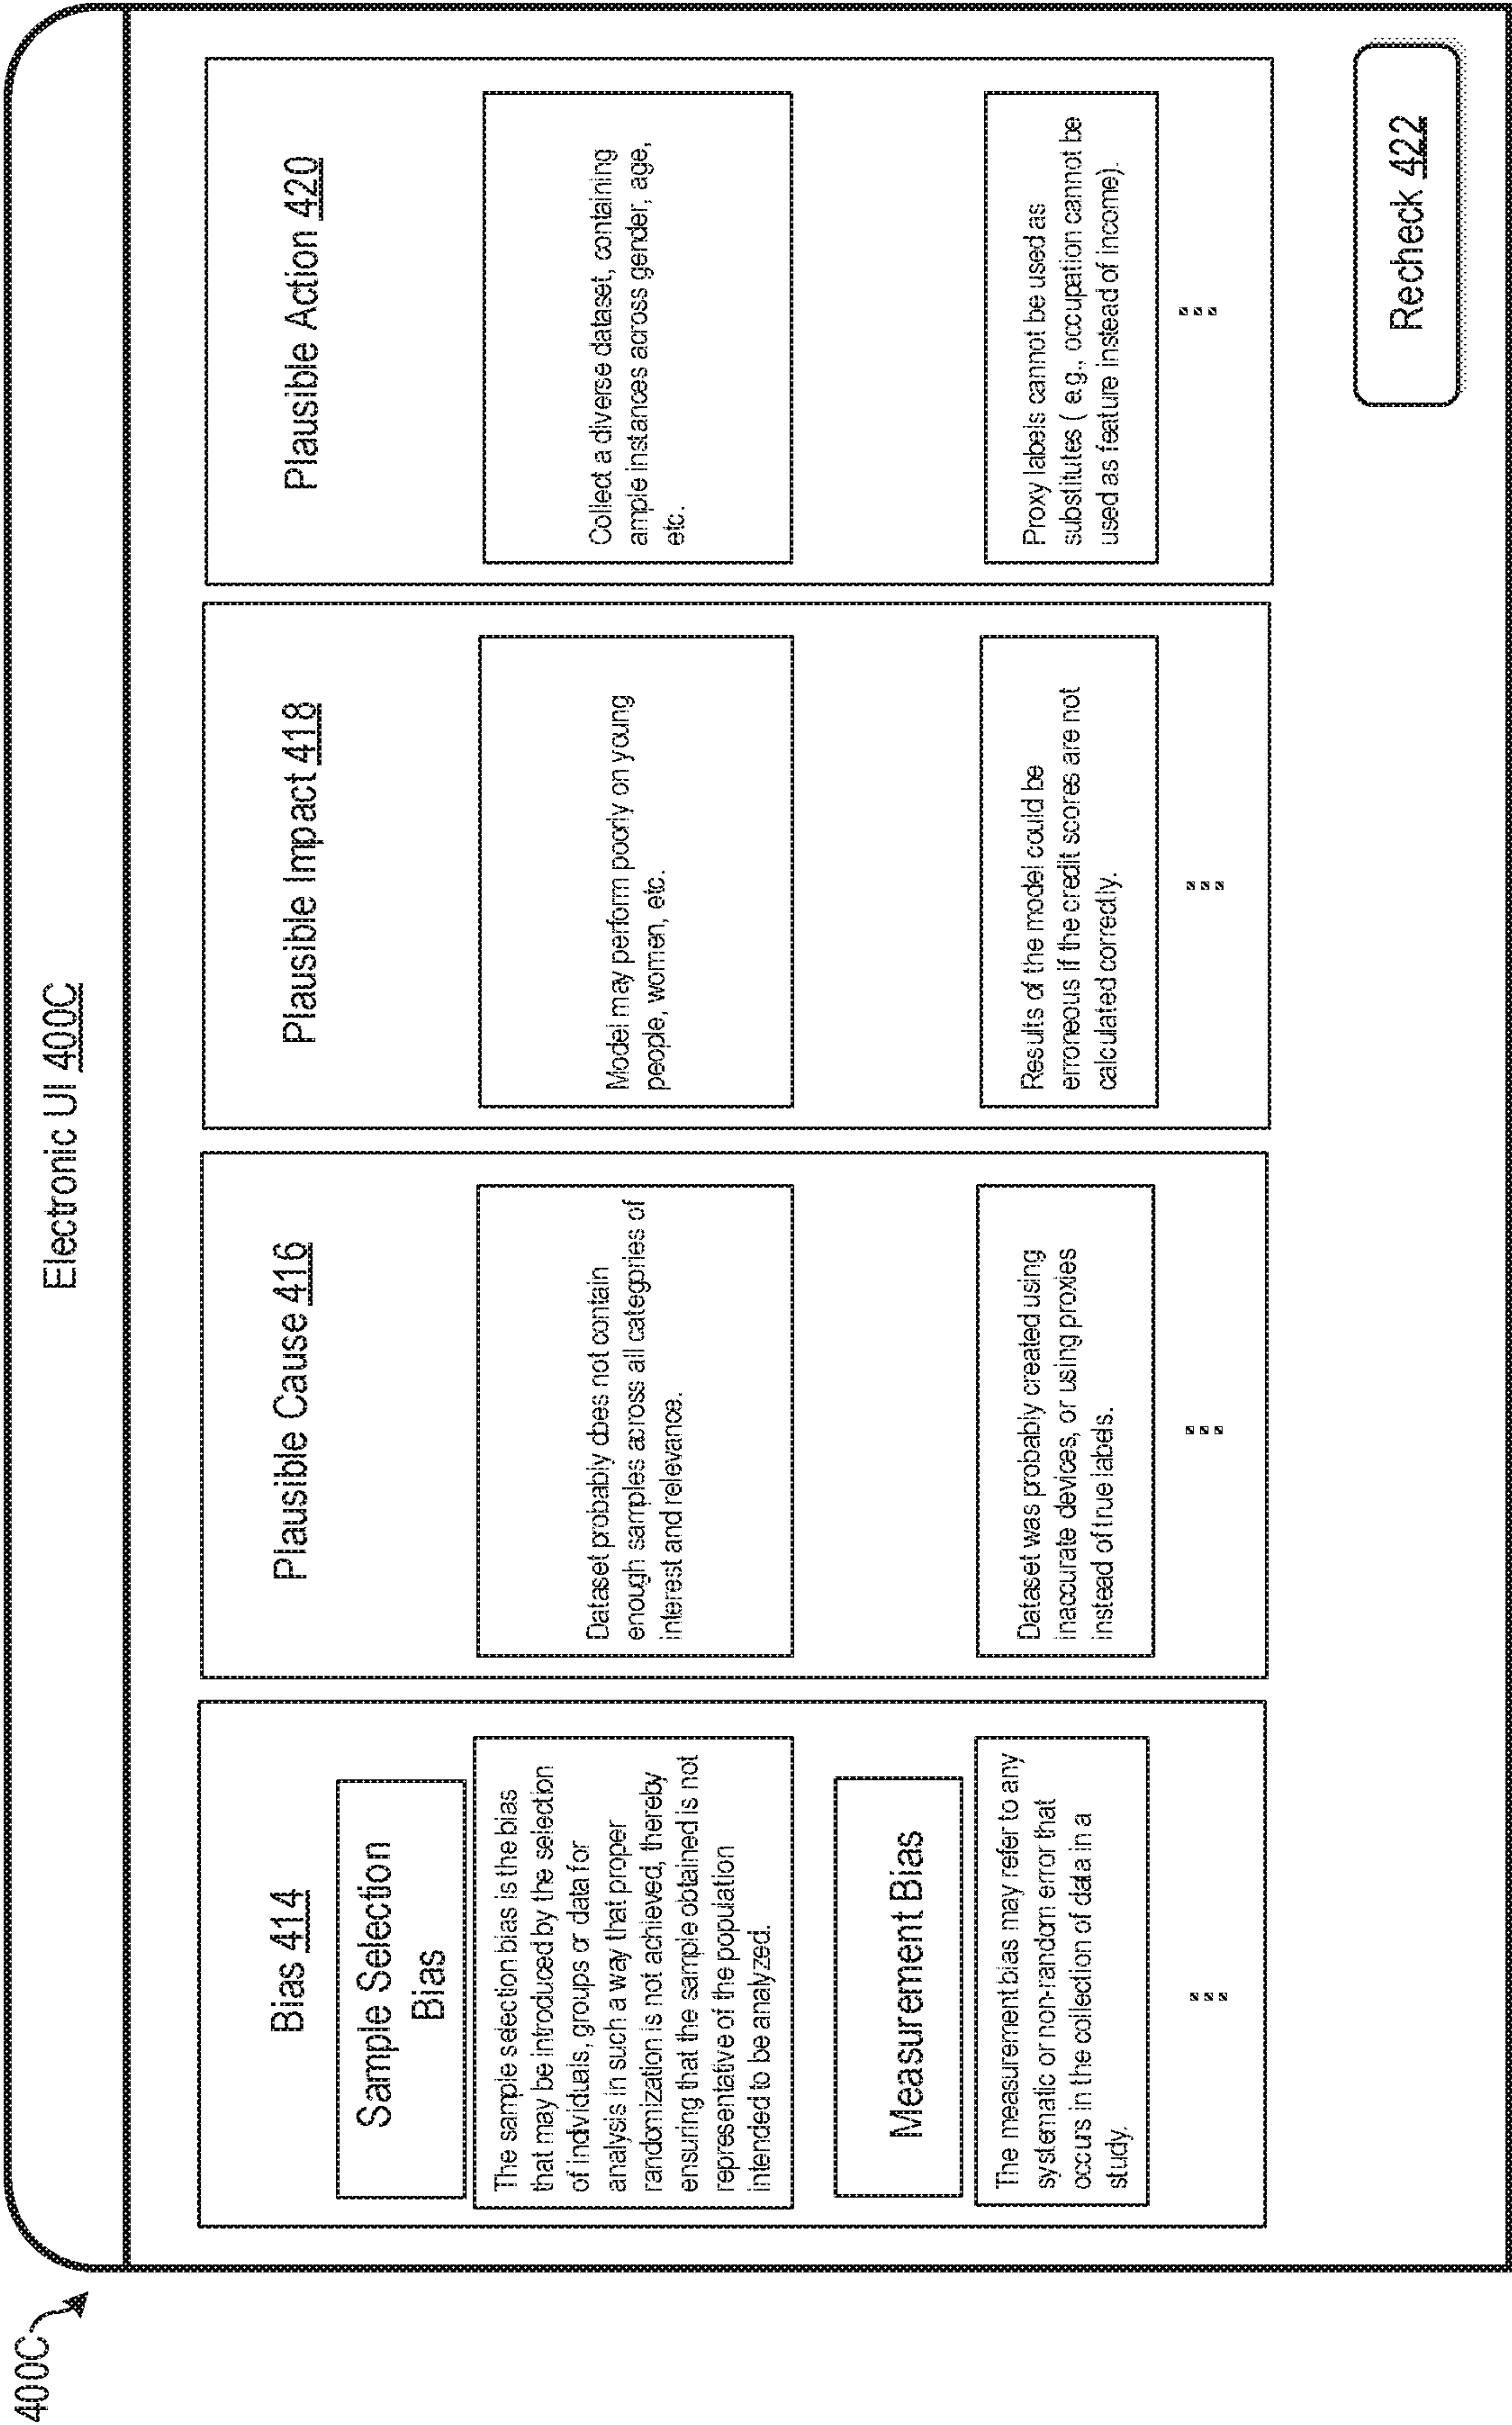 400C
Electronic UI 400C
Bias 414
Sample Selection
Bias
The sample selection bias is the bias
that may be introduced by the selection
of individuals, groups or data for
analysis in such a way that proper
randomization is not achieved, thereby
ensuring that the sample obtained is not
representative of the population
intended to be analyzed.
Measurement Bias
The measurement bias may refer to any
systematic or non-random error that
occurs in the collection of data in a
study.
...
Plausible Cause 416
Dataset probably does not contain
enough samples across all categories of
interest and relevance.
Dataset was probably created using
inaccurate devices, or using proxies
instead of true labels.
...
Plausible Impact 418
Model may perform poorly on young
people, women, etc.
Results of the model could be
erroneous if the credit scores are not
calculated correctly.
...
Plausible Action 420
Collect a diverse dataset, containing
ample instances across gender, age,
etc.
Proxy labels cannot be used as
substitutes ( e.g., occupation cannot be
used as feature instead of income).
...
Recheck 422